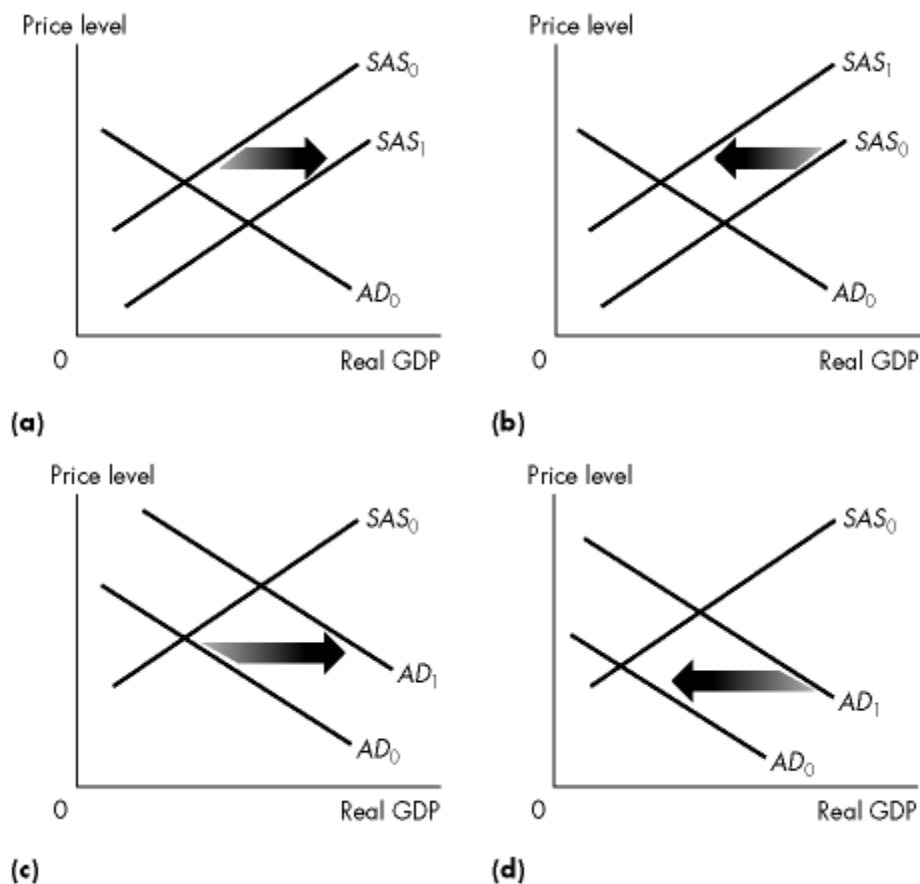 Price level
SAS₀
SAS₁
AD₀
0
Real GDP
(a)
Price level
SAS₁
SAS₀
AD₀
0
Real GDP
(b)
Price level
SAS₀
AD₁
AD₀
0
Real GDP
(c)
Price level
SAS₀
AD₁
AD₀
0
Real GDP
(d)